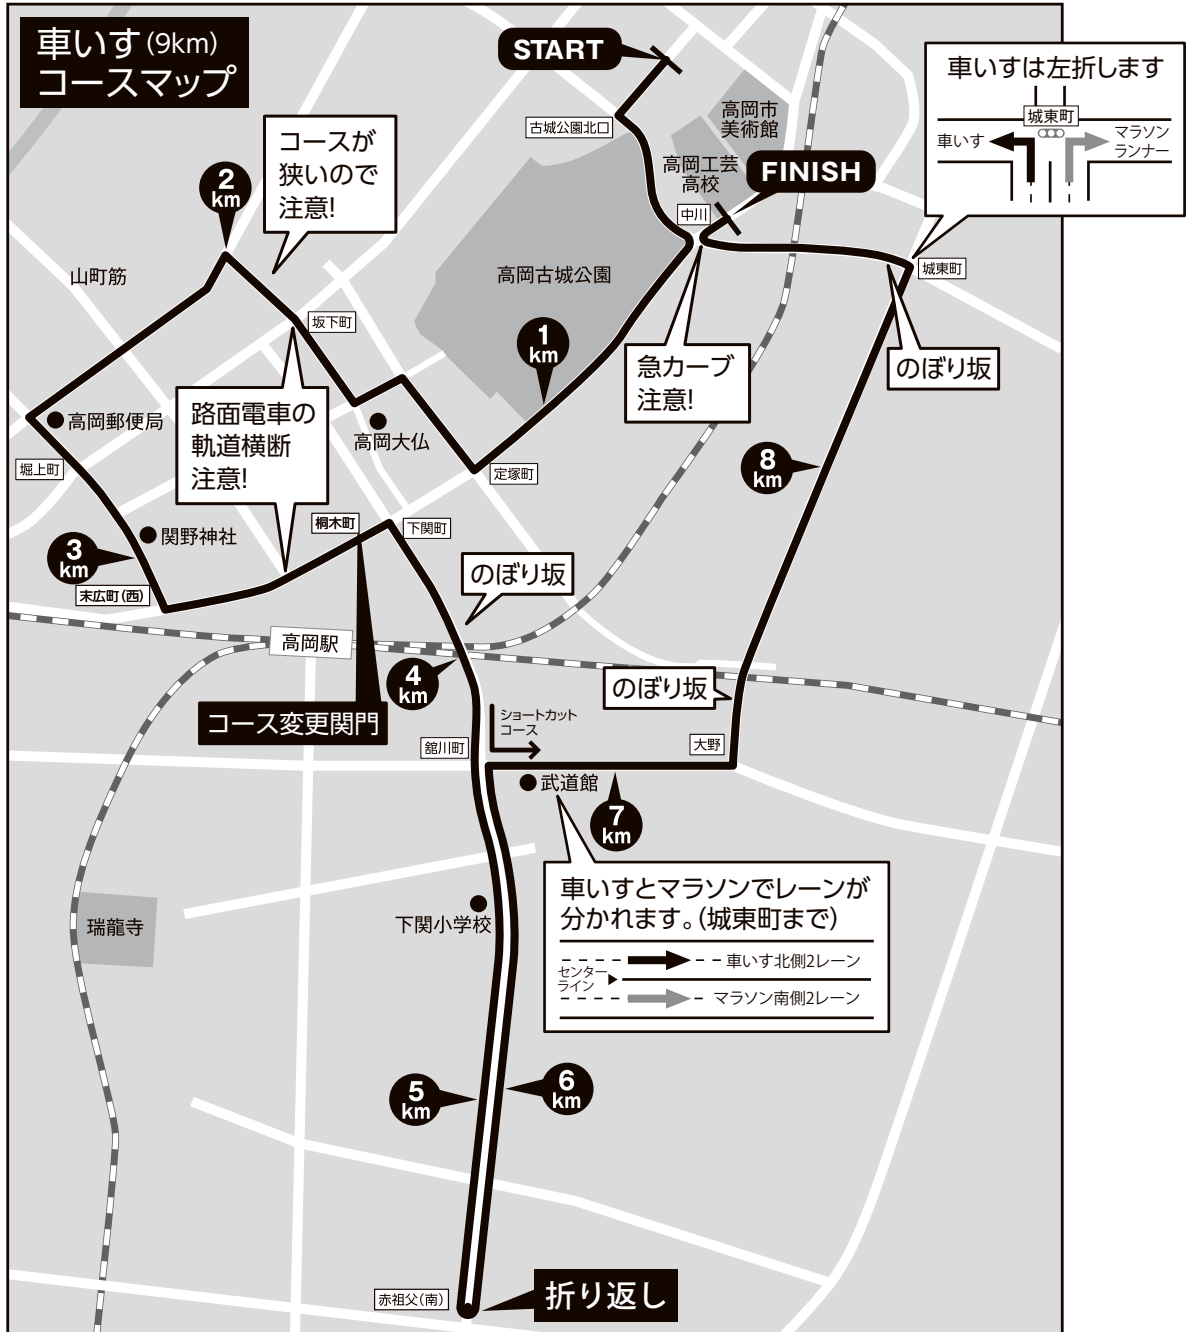 車いす(9km)
コースマップ
START
古城公園北口
高岡市
美術館
高岡工芸
高校
FINISH
中川
車いすは左折します
城東町
車いす
マラソン
ランナー
コースが
狭いので
注意!
2
km
山町筋
高岡古城公園
城東町
坂下町
1
km
急カーブ
注意!
のぼり坂
路面電車の
軌道横断
注意!
高岡郵便局
高岡大仏
堀上町
定塚町
8
km
桐木町
下関町
関野神社
3
km
末広町(西)
のぼり坂
高岡駅
4
km
のぼり坂
コース変更関門
ショートカット
コース
舘川町
大野
武道館
7
km
車いすとマラソンでレーンが
分かれます。(城東町まで)
車いす北側2レーン
センター
ライン
マラソン南側2レーン
下関小学校
瑞龍寺
5
km
6
km
赤祖父(南)
折り返し